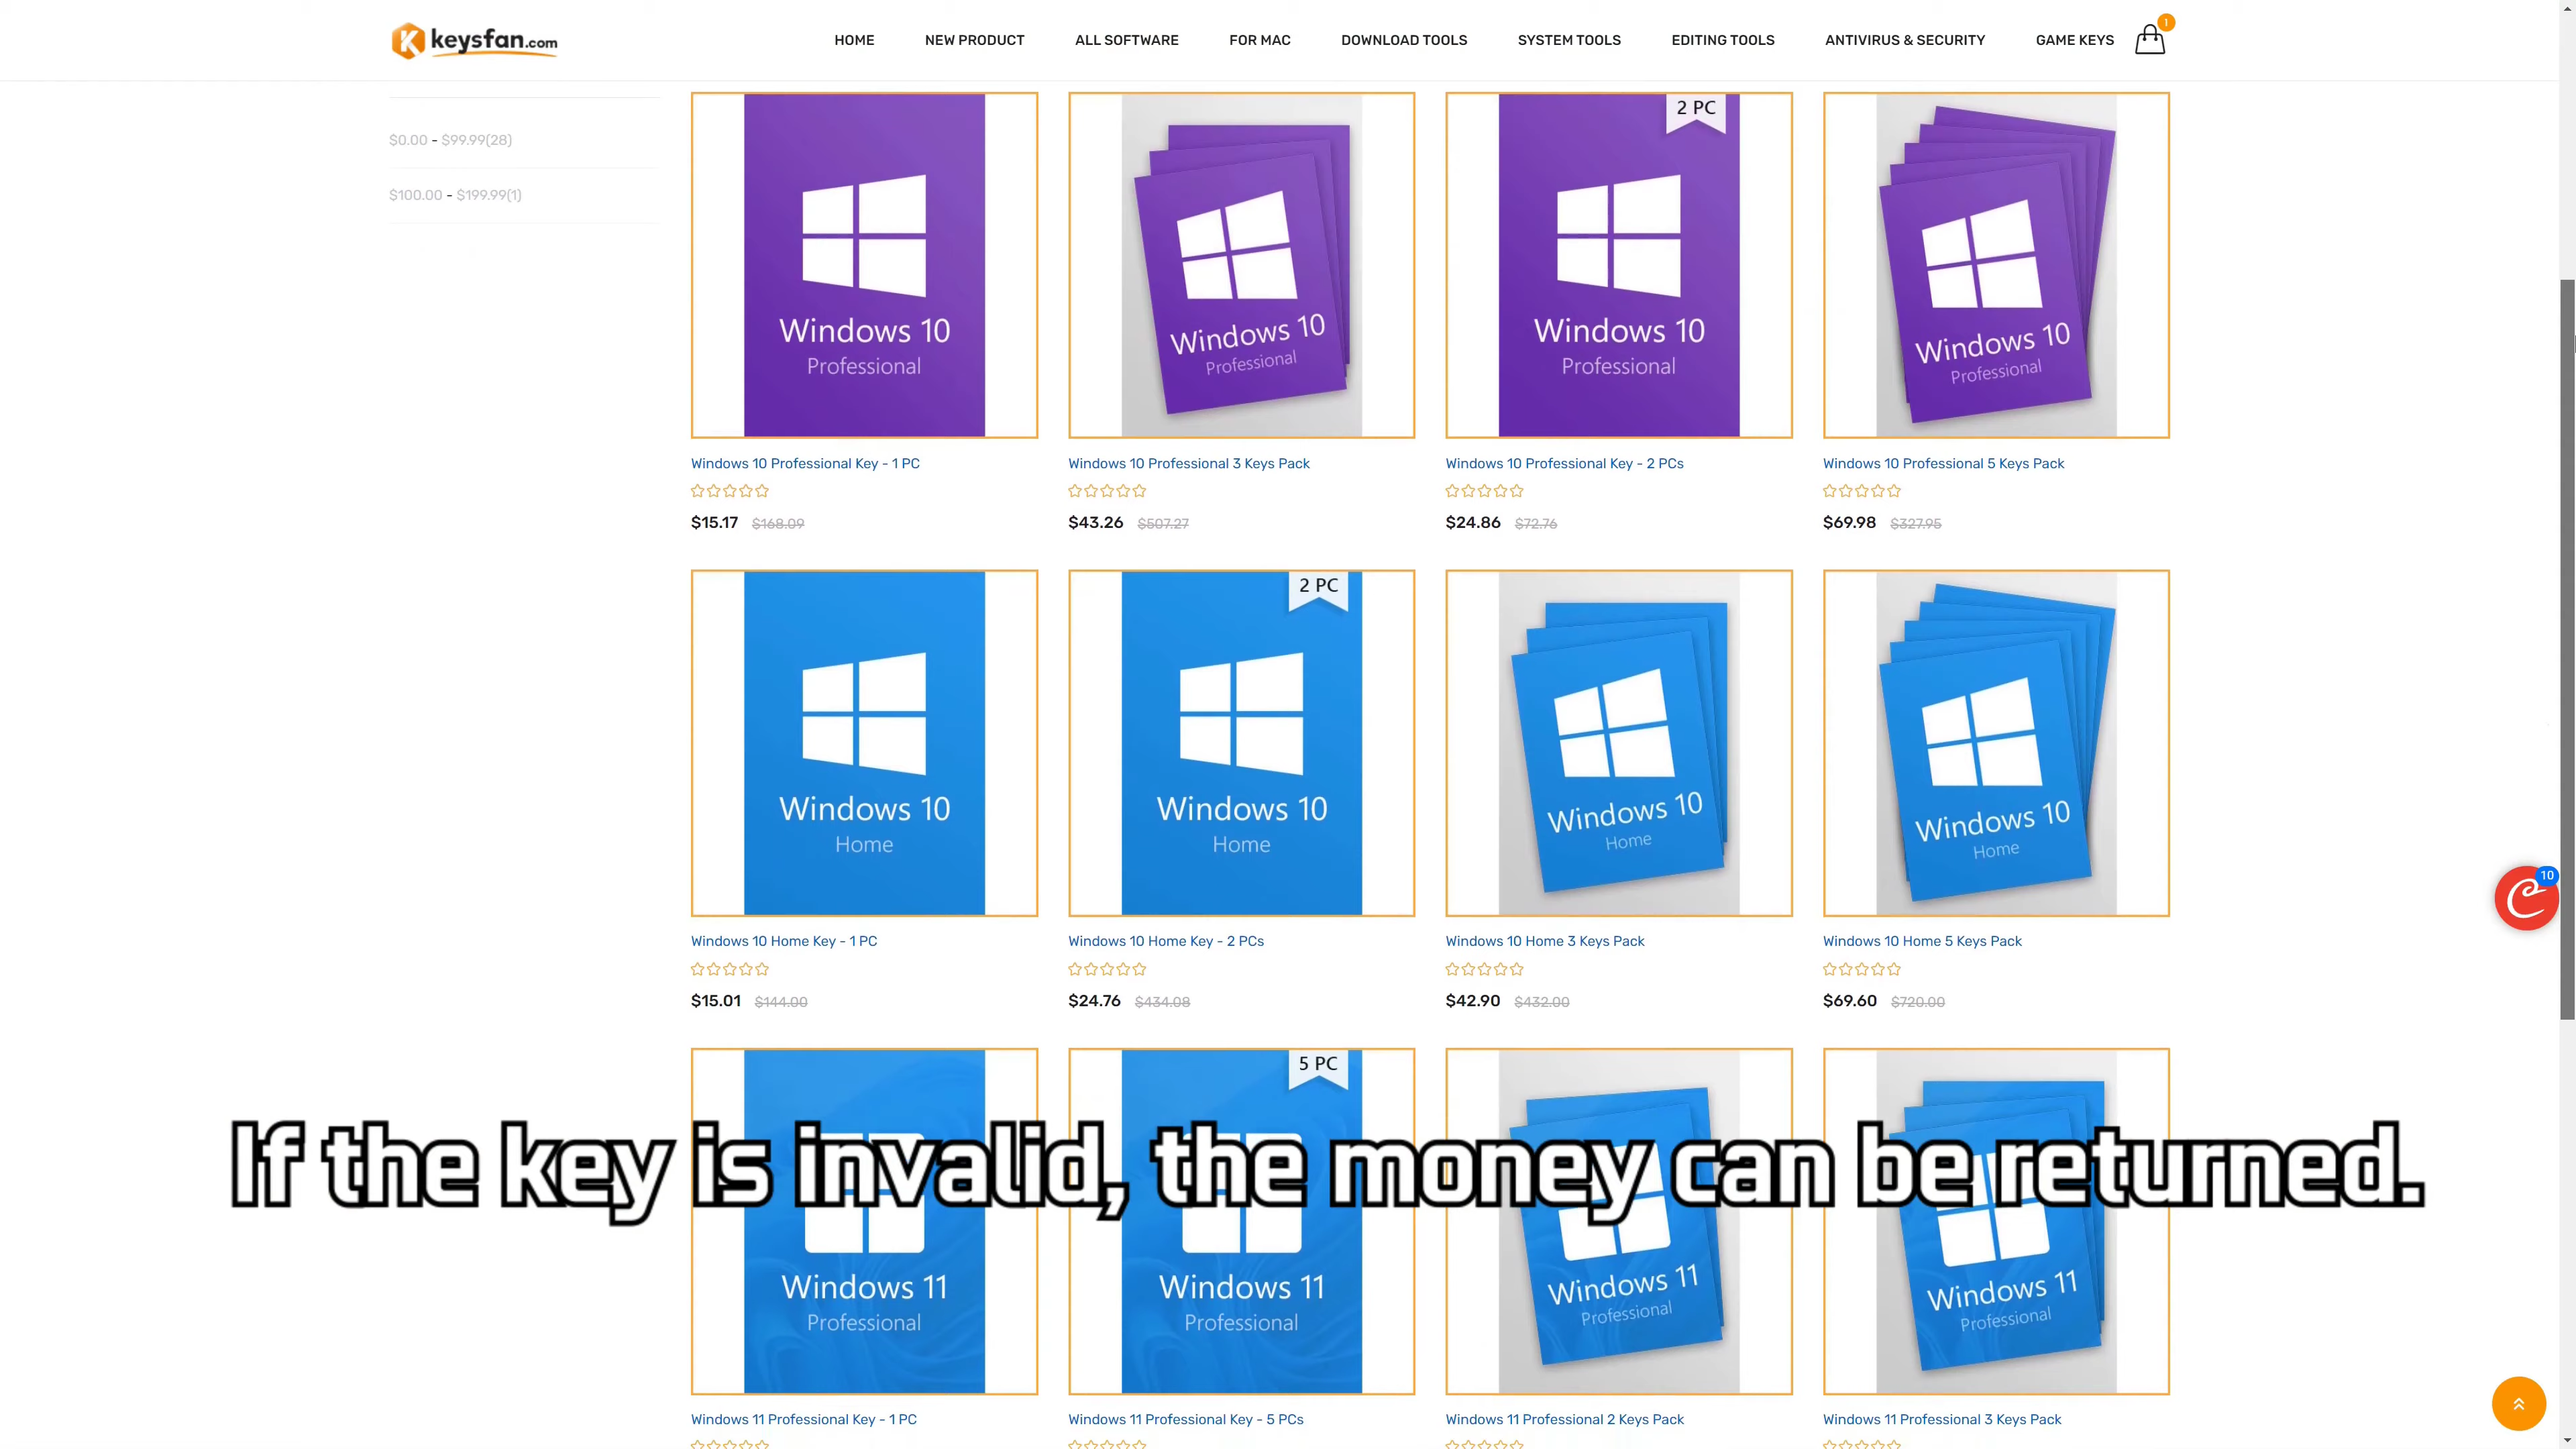 keysfan.com
HOME NEW PRODUCT ALL SOFTWARE FOR MAC DOWNLOAD TOOLS SYSTEM TOOLS EDITING TOOLS ANTIVIRUS & SECURITY GAME KEYS 1
$0.00 - $99.99(28)
$100.00 - $199.99(1)
Windows 10
Professional
Windows 10
Professional
2 PC
Windows 10
Professional
Windows 10
Professional
Windows 10 Professional Key - 1 PC
$15.17 $168.09
Windows 10 Professional 3 Keys Pack
$43.26 $507.27
Windows 10 Professional Key - 2 PCs
$24.86 $72.76
Windows 10 Professional 5 Keys Pack
$69.98 $327.95
Windows 10
Home
2 PC
Windows 10
Home
Windows 10
Home
Windows 10
Home
10
Windows 10 Home Key - 1 PC
$15.01 $144.00
Windows 10 Home Key - 2 PCs
$24.76 $434.08
Windows 10 Home 3 Keys Pack
$42.90 $432.00
Windows 10 Home 5 Keys Pack
$69.60 $720.00
5 PC
If the key is invalid, the money can be returned.
Windows 11
Professional
Windows 11
Professional
Windows 11
Professional
Windows 11
Professional
Windows 11 Professional Key - 1 PC
Windows 11 Professional Key - 5 PCs
Windows 11 Professional 2 Keys Pack
Windows 11 Professional 3 Keys Pack